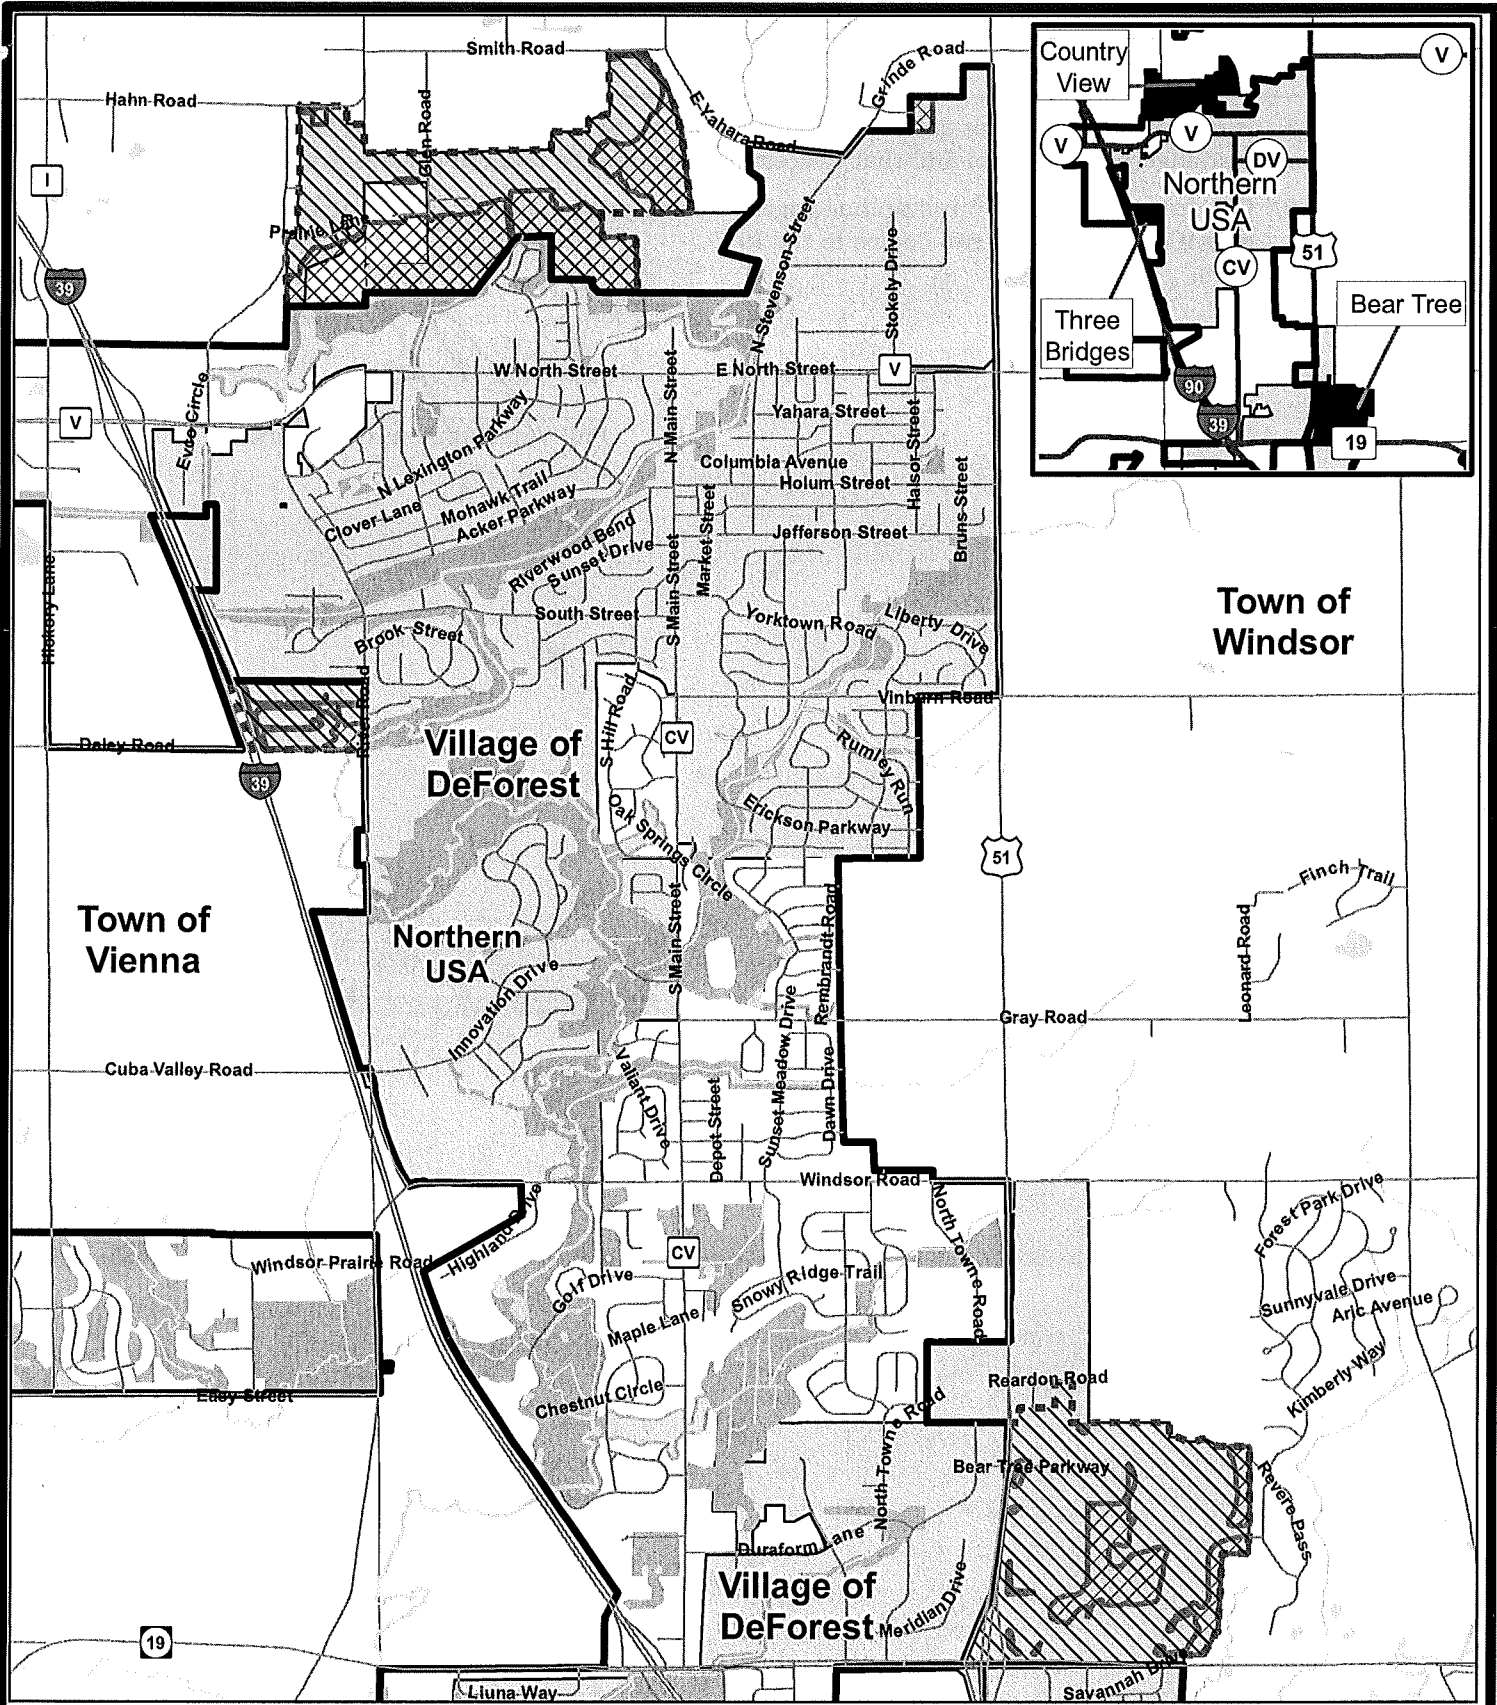 Smith Road
Grinde Road
Hahn Road
Glen Road
E Yahara Road
I
Prairie Lane
39
N Stevenson Street
Stokely Drive
Country
View
V
V
V
DV
Northern
USA
51
CV
Three
Bridges
Bear Tree
90
39
19
W North Street
E North Street
V
N Main Street
Yahara Street
Halsor Street
V
Evco Circle
N Lexington Parkway
Columbia Avenue
Holum Street
Clover Lane
Mohawk Trail
Acker Parkway
Market Street
Bruns Street
Jefferson Street
Riverwood Bend
Sunset Drive
S Main Street
Hickory Lane
South Street
Yorktown Road
Liberty Drive
Brook Street
Town of
Windsor
River Road
Vinburn Road
S Hill Road
CV
Daley Road
Village of
DeForest
Rumley Run
39
Oak Springs Circle
Erickson Parkway
51
Finch Trail
Town of
Vienna
Northern
USA
S Main Street
Rembrandt Road
Leonard Road
Innovation Drive
Sunset Meadow Drive
Gray Road
Cuba Valley Road
Valiant Drive
Depot Street
Dawn Drive
Windsor Road
Highland Drive
North Towne Road
Forest Park Drive
Windsor Prairie Road
CV
Golf Drive
Snowy Ridge Trail
Sunnyvale Drive
Aric Avenue
Maple Lane
Kimberly Way
Reardon Road
Easy Street
Chestnut Circle
North Towne Road
Bear Tree Parkway
Revere Pass
Duraform Lane
Village of
DeForest
Meridian Drive
19
Savannah Drive
Lluna Way